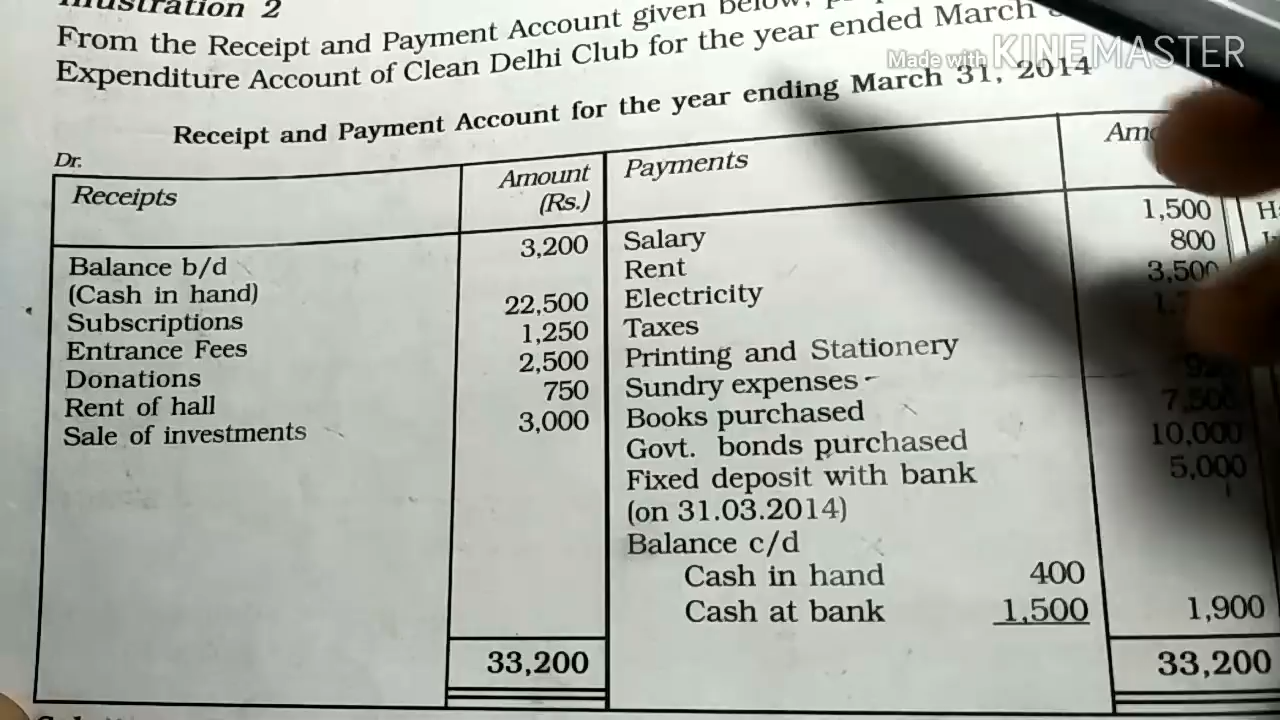 Illustration 2
From the Receipt and Payment Account given below,
Expenditure Account of Clean Delhi Club for the year ended March
Made with KINEMASTER
Receipt and Payment Account for the year ending March 31, 2014
Dr.
Receipts Amount (Rs.) Payments
Balance b/d 3,200 Salary 1,500
(Cash in hand) Rent 800
Subscriptions 22,500 Electricity 3,500
Entrance Fees 1,250 Taxes
Donations 2,500 Printing and Stationery
Rent of hall 750 Sundry expenses
Sale of investments 3,000 Books purchased 7,500
Govt. bonds purchased 10,000
Fixed deposit with bank 5,000
(on 31.03.2014)
Balance c/d
Cash in hand 400
Cash at bank 1,500 1,900
33,200 33,200